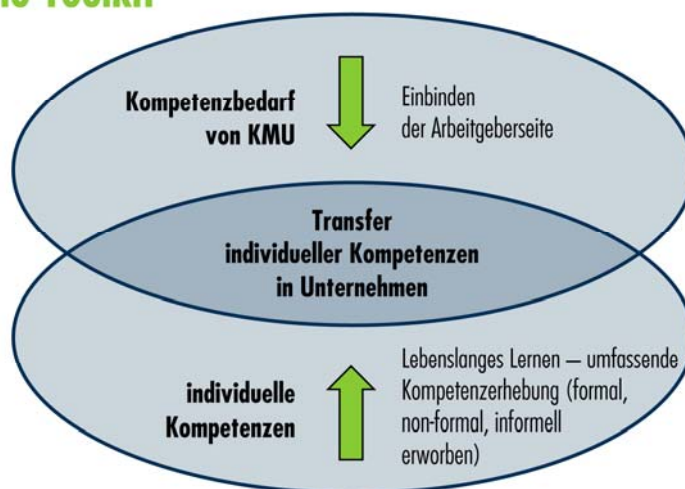 Toolkit
Kompetenzbedarf
von KMU
Einbinden
der Arbeitgeberseite
Transfer
individueller Kompetenzen
in Unternehmen
individuelle
Kompetenzen
Lebenslanges Lernen – umfassende
Kompetenzerhebung (formal,
non-formal, informell
erworben)